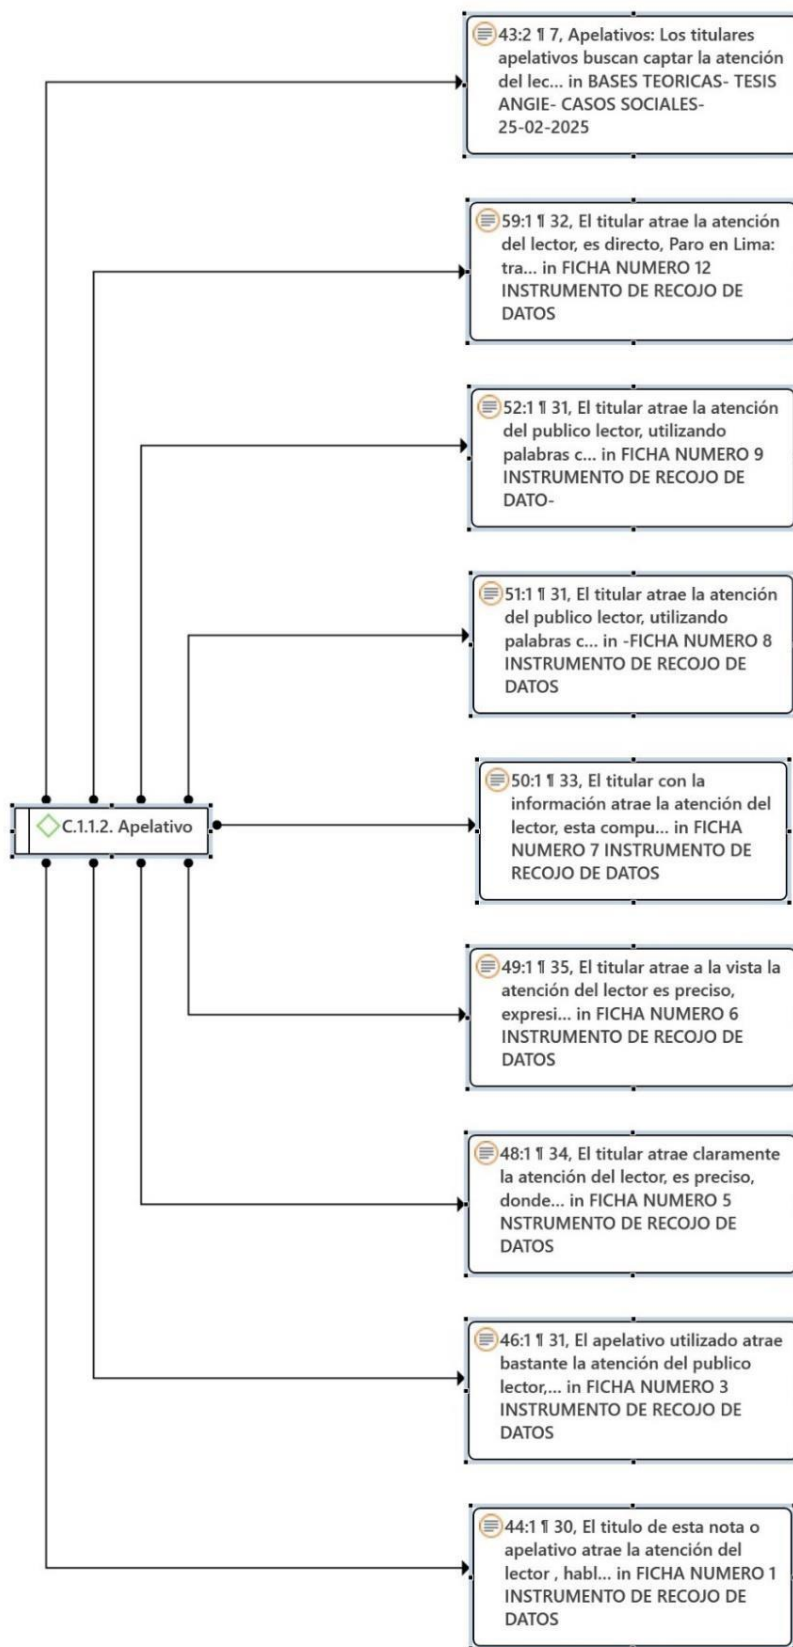 43:2 ¶ 7, Apelativos: Los titulares
apelativos buscan captar la atención
del lec... in BASES TEORICAS- TESIS
ANGIE- CASOS SOCIALES-
25-02-2025
59:1 ¶ 32, El titular atrae la atención
del lector, es directo, Paro en Lima:
tra... in FICHA NUMERO 12
INSTRUMENTO DE RECOJO DE
DATOS
52:1 ¶ 31, El titular atrae la atención
del publico lector, utilizando
palabras c... in FICHA NUMERO 9
INSTRUMENTO DE RECOJO DE
DATO-
51:1 ¶ 31, El titular atrae la atención
del publico lector, utilizando
palabras c... in -FICHA NUMERO 8
INSTRUMENTO DE RECOJO DE
DATOS
C.1.1.2. Apelativo
50:1 ¶ 33, El titular con la
información atrae la atención del
lector, esta compu... in FICHA
NUMERO 7 INSTRUMENTO DE
RECOJO DE DATOS
49:1 ¶ 35, El titular atrae a la vista la
atención del lector es preciso,
expresi... in FICHA NUMERO 6
INSTRUMENTO DE RECOJO DE
DATOS
48:1 ¶ 34, El titular atrae claramente
la atención del lector, es preciso,
donde... in FICHA NUMERO 5
NSTRUMENTO DE RECOJO DE
DATOS
46:1 ¶ 31, El apelativo utilizado atrae
bastante la atención del publico
lector,... in FICHA NUMERO 3
INSTRUMENTO DE RECOJO DE
DATOS
44:1 ¶ 30, El titulo de esta nota o
apelativo atrae la atención del
lector , habl... in FICHA NUMERO 1
INSTRUMENTO DE RECOJO DE
DATOS